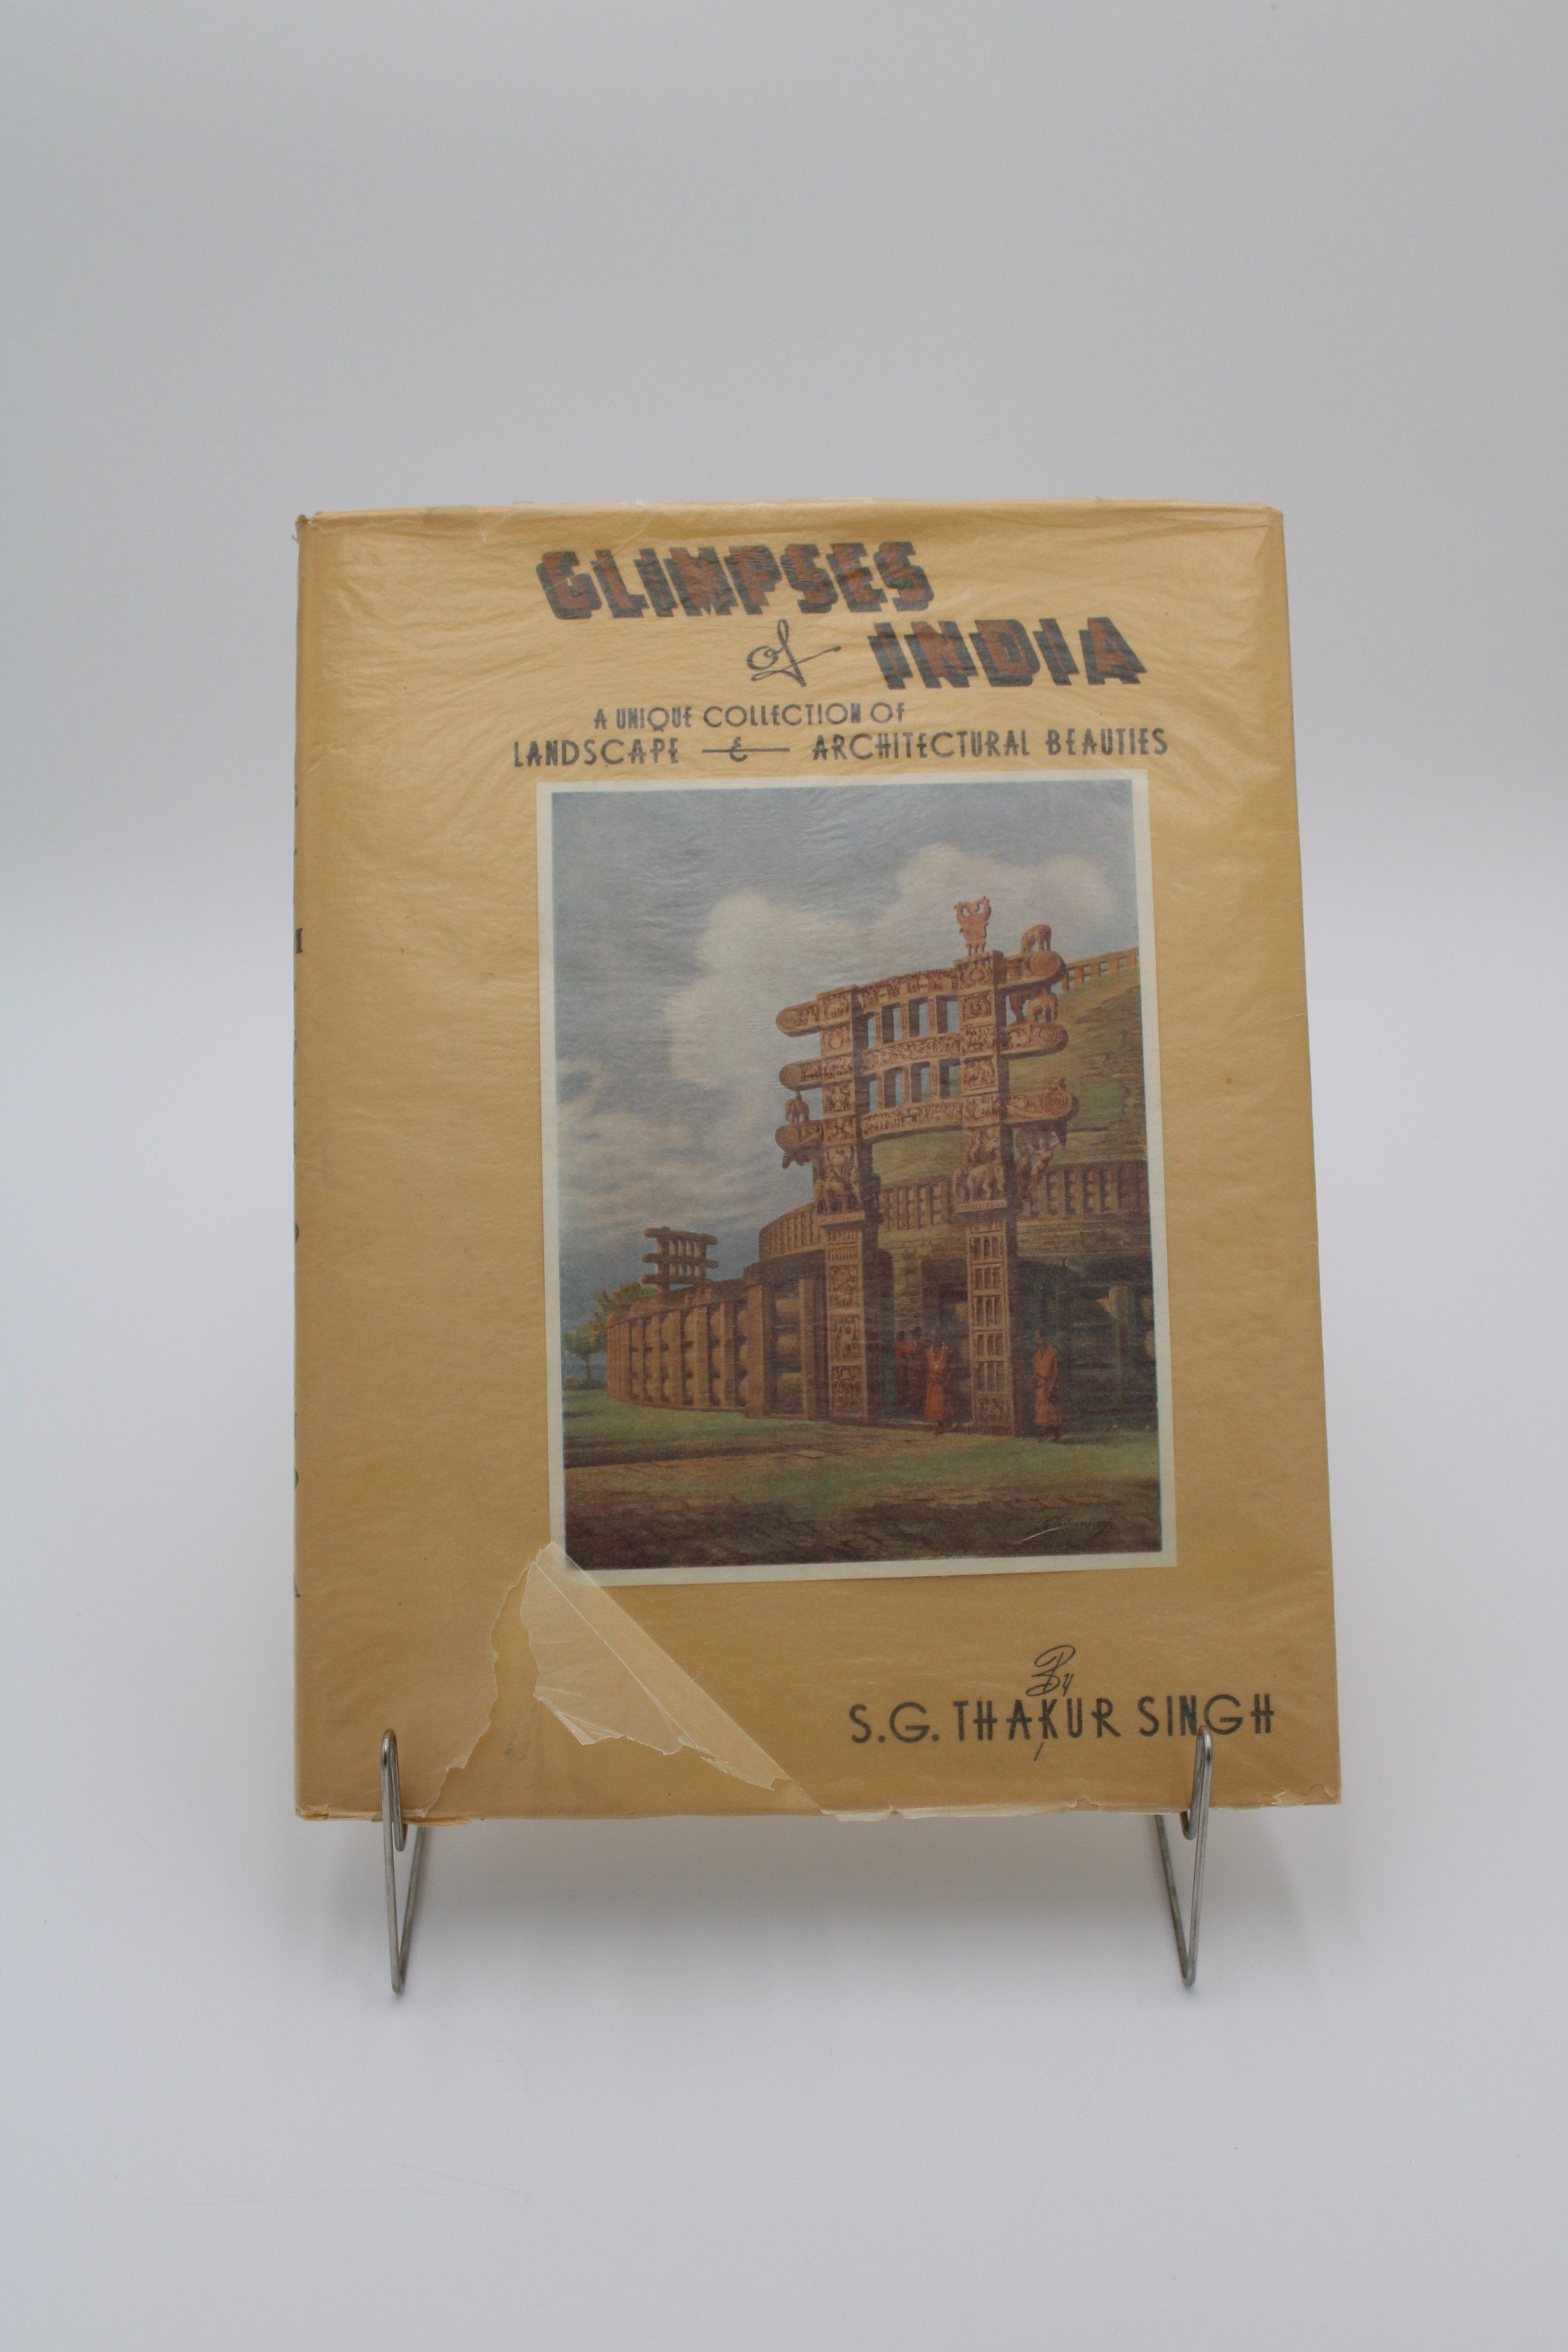 GLIMPSES
of INDIA
A UNIQUE COLLECTION OF
LANDSCAPE & ARCHITECTURAL BEAUTIES
By
S.G. THAKUR SINGH